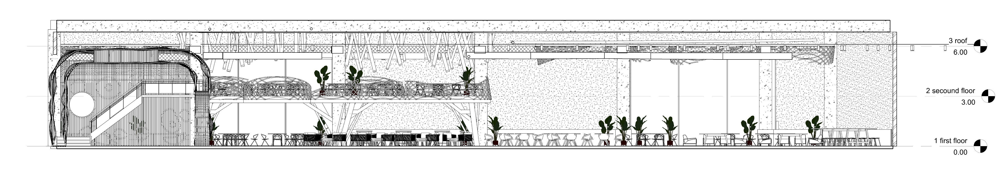 3 roof
6.00
2 secound floor
3.00
1 first floor
0.00